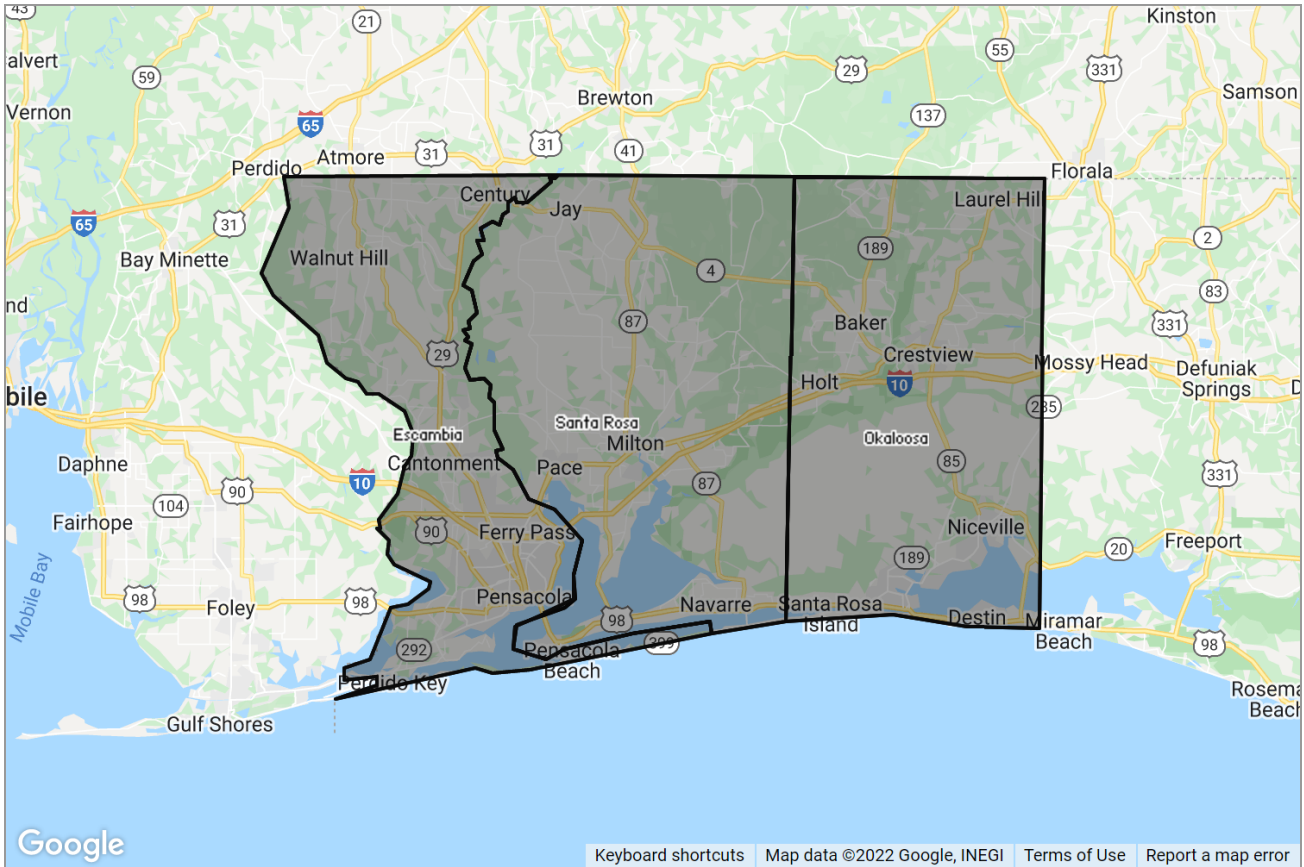 43
21
Kinston
55
alvert
59
29
331
Brewton
Samson
Vernon
65
137
31
31
41
Perdido
Atmore
Florala
Century
Laurel Hill
Jay
65
31
2
189
Walnut Hill
Bay Minette
4
83
nd
87
Baker
331
29
Crestview
Mossy Head
Defuniak
Springs
Holt
10
D
bile
285
Santa Rosa
Escambia
Milton
Okaloosa
Daphne
Cantonment
Pace
85
331
10
90
87
104
Fairhope
90
Ferry Pass
Niceville
Freeport
20
189
Mobile Bay
98
Foley
98
Pensacola
Navarre
Santa Rosa
Island
98
Destin
Miramar
Beach
292
399
98
Pensacola
Beach
Perdido Key
Rosema
Beach
Gulf Shores
Google
Keyboard shortcuts
Map data ©2022 Google, INEGI
Terms of Use
Report a map error